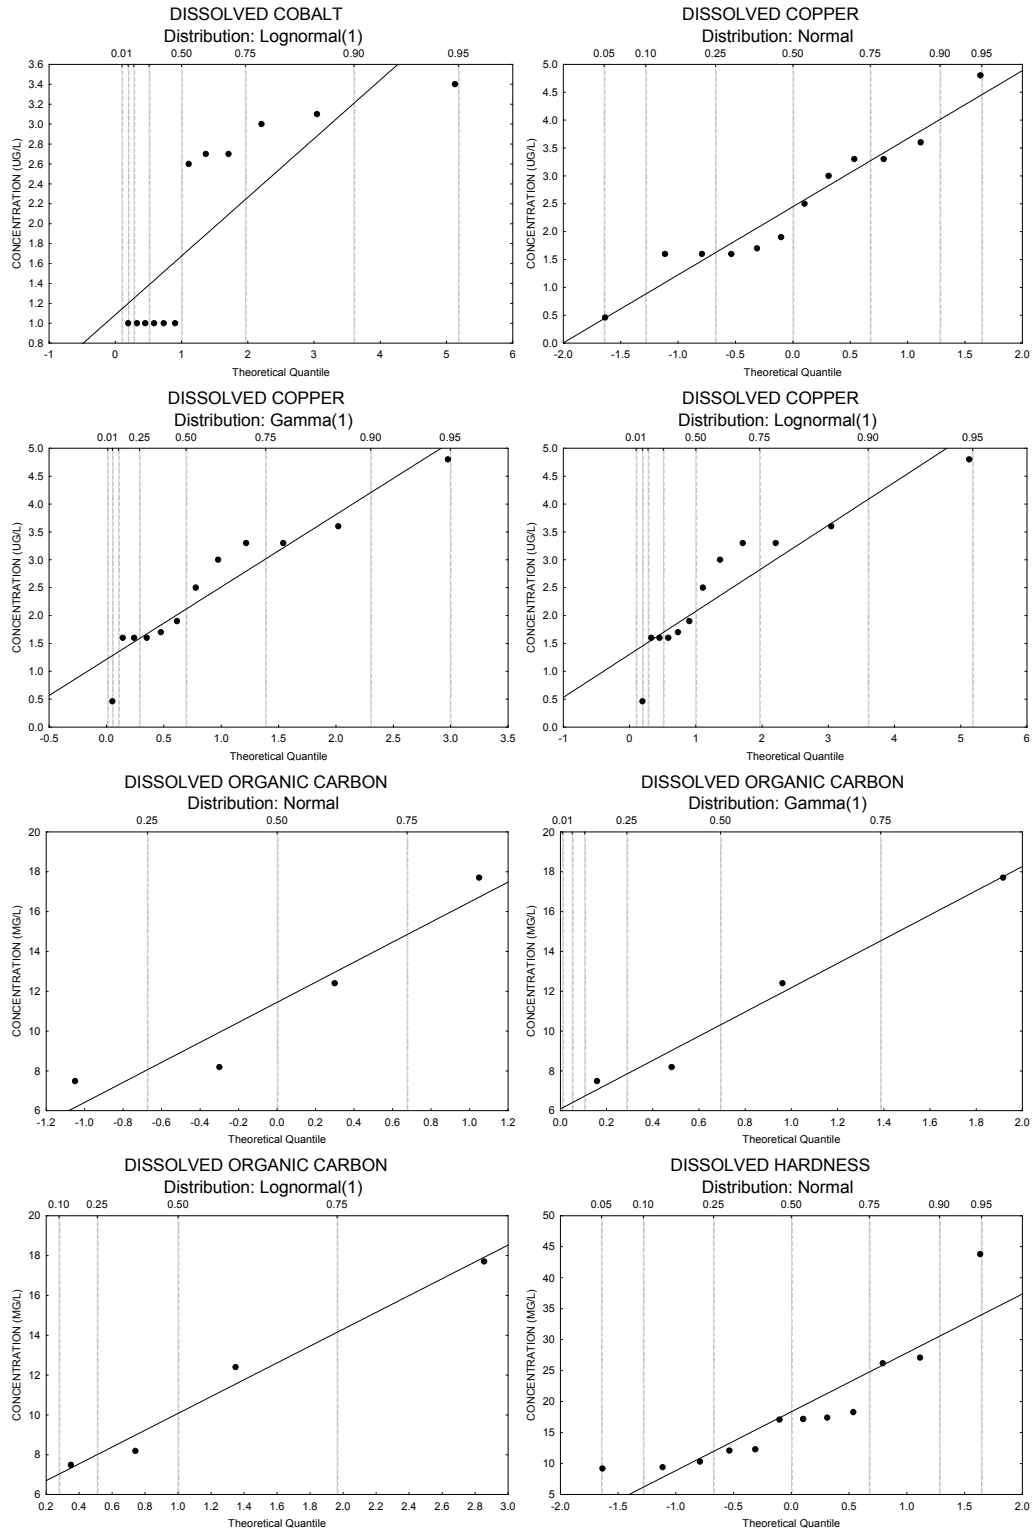 DISSOLVED COBALT
Distribution: Lognormal(1)
0.01 0.50 0.75 0.90 0.95
3.6
3.4
3.2
3.0
2.8
2.6
2.4
2.2
2.0
1.8
1.6
1.4
1.2
1.0
0.8
CONCENTRATION (UG/L)
-1 0 1 2 3 4 5 6
Theoretical Quantile
DISSOLVED COPPER
Distribution: Normal
0.05 0.10 0.25 0.50 0.75 0.90 0.95
5.0
4.5
4.0
3.5
3.0
2.5
2.0
1.5
1.0
0.5
0.0
CONCENTRATION (UG/L)
-2.0 -1.5 -1.0 -0.5 0.0 0.5 1.0 1.5 2.0
Theoretical Quantile
DISSOLVED COPPER
Distribution: Gamma(1)
0.01 0.25 0.50 0.75 0.90 0.95
5.0
4.5
4.0
3.5
3.0
2.5
2.0
1.5
1.0
0.5
0.0
CONCENTRATION (UG/L)
-0.5 0.0 0.5 1.0 1.5 2.0 2.5 3.0 3.5
Theoretical Quantile
DISSOLVED COPPER
Distribution: Lognormal(1)
0.01 0.50 0.75 0.90 0.95
5.0
4.5
4.0
3.5
3.0
2.5
2.0
1.5
1.0
0.5
0.0
CONCENTRATION (UG/L)
-1 0 1 2 3 4 5 6
Theoretical Quantile
DISSOLVED ORGANIC CARBON
Distribution: Normal
0.25 0.50 0.75
20
18
16
14
12
10
8
6
CONCENTRATION (MG/L)
-1.2 -1.0 -0.8 -0.6 -0.4 -0.2 0.0 0.2 0.4 0.6 0.8 1.0 1.2
Theoretical Quantile
DISSOLVED ORGANIC CARBON
Distribution: Gamma(1)
0.01 0.25 0.50 0.75
20
18
16
14
12
10
8
6
CONCENTRATION (MG/L)
0.0 0.2 0.4 0.6 0.8 1.0 1.2 1.4 1.6 1.8 2.0
Theoretical Quantile
DISSOLVED ORGANIC CARBON
Distribution: Lognormal(1)
0.10 0.25 0.50 0.75
20
18
16
14
12
10
8
6
CONCENTRATION (MG/L)
0.2 0.4 0.6 0.8 1.0 1.2 1.4 1.6 1.8 2.0 2.2 2.4 2.6 2.8 3.0
Theoretical Quantile
DISSOLVED HARDNESS
Distribution: Normal
0.05 0.10 0.25 0.50 0.75 0.90 0.95
50
45
40
35
30
25
20
15
10
5
CONCENTRATION (MG/L)
-2.0 -1.5 -1.0 -0.5 0.0 0.5 1.0 1.5 2.0
Theoretical Quantile